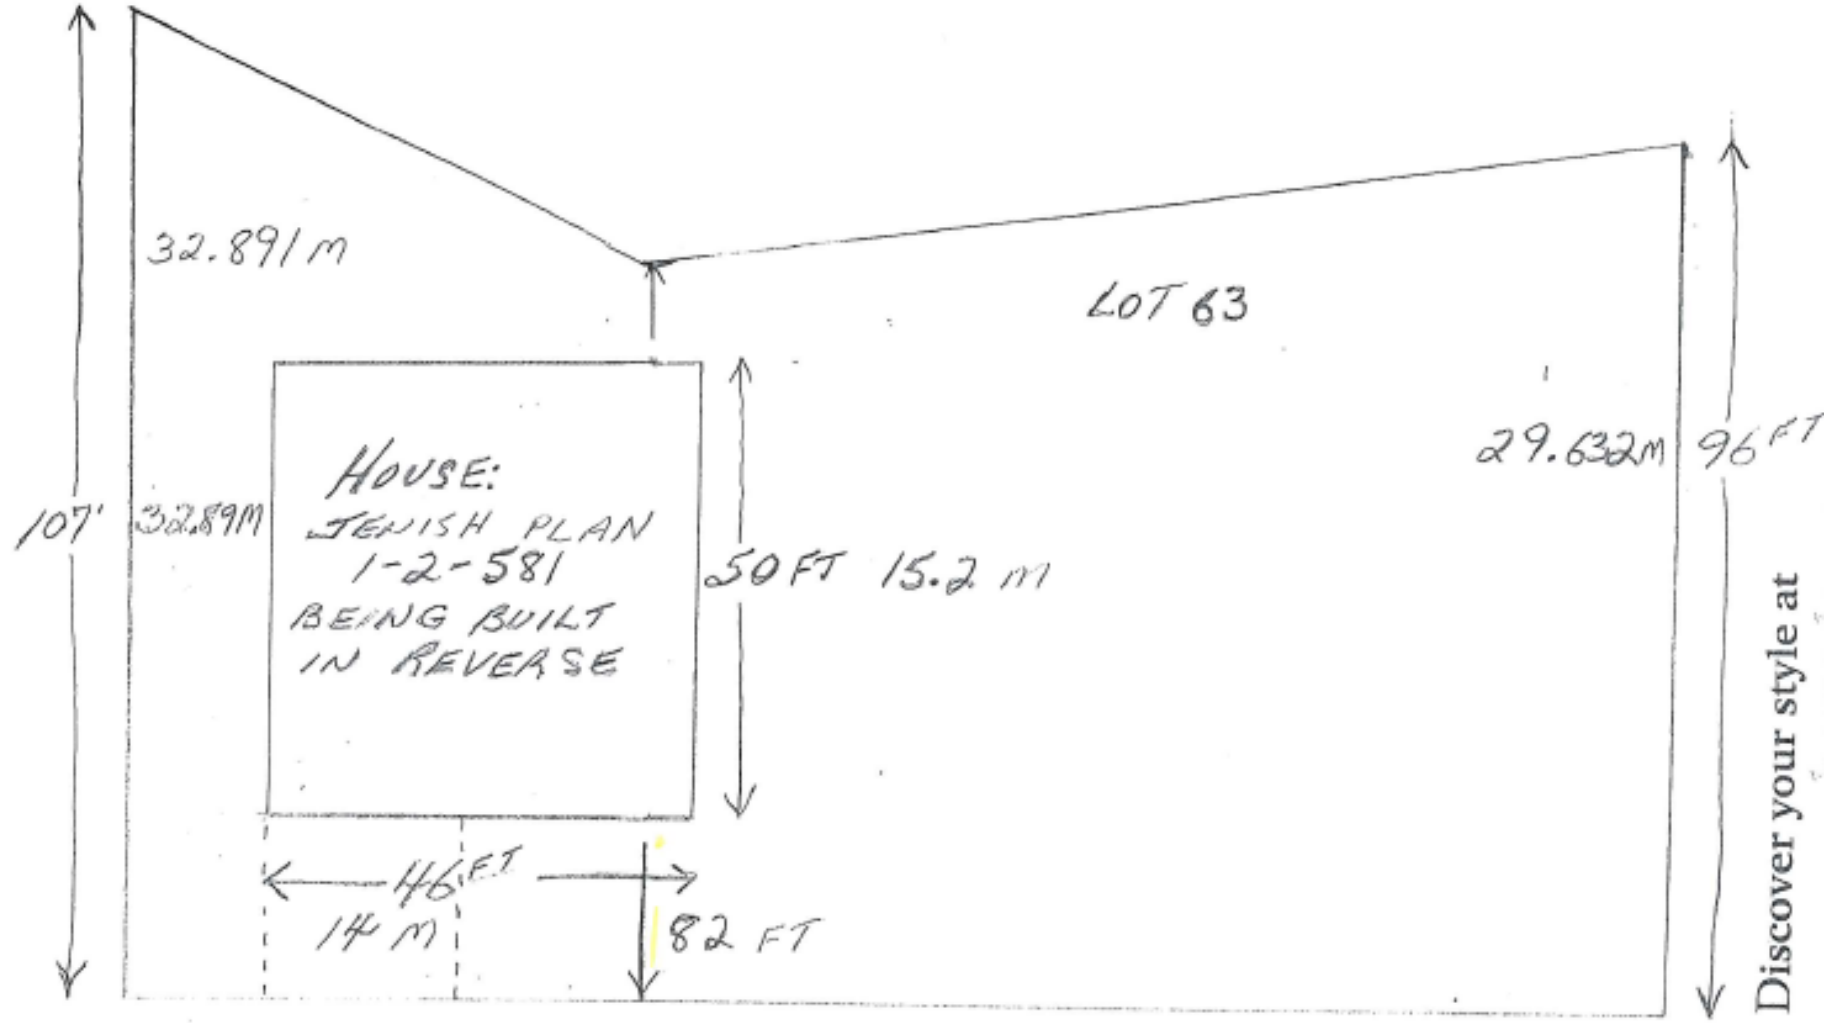 32.891 M
LOT 63
107'
32.89M
HOUSE:
JENISH PLAN
1-2-581
BEING BUILT
IN REVERSE
50 FT 15.2 M
29.632M
96 FT
46 FT
14 M
82 FT
Discover your style at